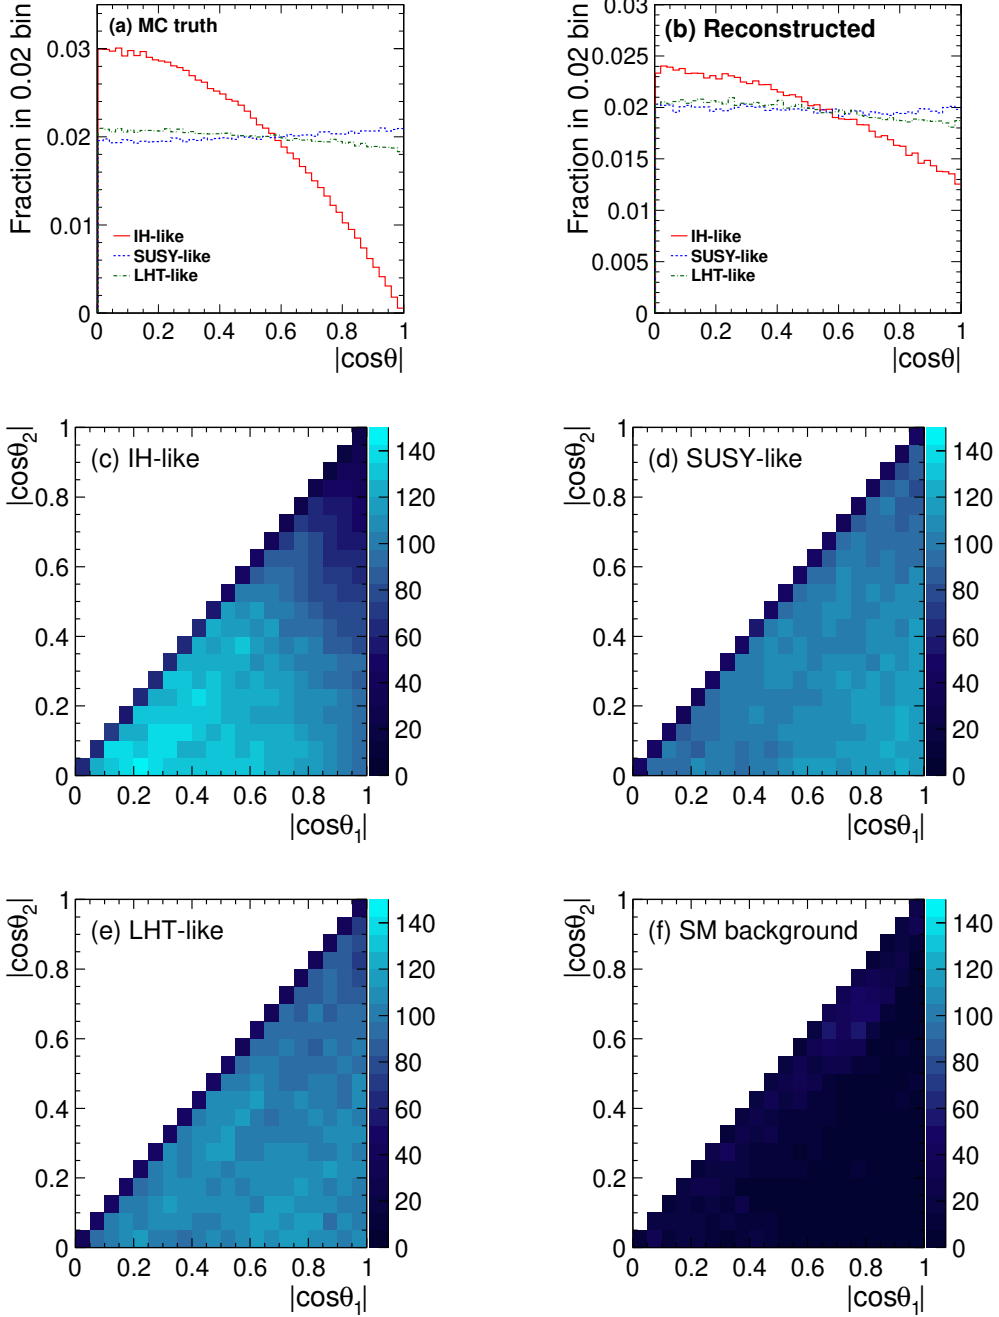 (a) MC truth
Fraction in 0.02 bin
0.03
0.02
0.01
0
IH-like
SUSY-like
LHT-like
0 0.2 0.4 0.6 0.8 1
|cosθ|
(b) Reconstructed
Fraction in 0.02 bin
0.03
0.025
0.02
0.015
0.01
0.005
0
IH-like
SUSY-like
LHT-like
0 0.2 0.4 0.6 0.8 1
|cosθ|
(c) IH-like
|cosθ₂|
1
0.8
0.6
0.4
0.2
0
0 0.2 0.4 0.6 0.8 1
|cosθ₁|
140
120
100
80
60
40
20
0
(d) SUSY-like
|cosθ₂|
1
0.8
0.6
0.4
0.2
0
0 0.2 0.4 0.6 0.8 1
|cosθ₁|
140
120
100
80
60
40
20
0
(e) LHT-like
|cosθ₂|
1
0.8
0.6
0.4
0.2
0
0 0.2 0.4 0.6 0.8 1
|cosθ₁|
140
120
100
80
60
40
20
0
(f) SM background
|cosθ₂|
1
0.8
0.6
0.4
0.2
0
0 0.2 0.4 0.6 0.8 1
|cosθ₁|
140
120
100
80
60
40
20
0